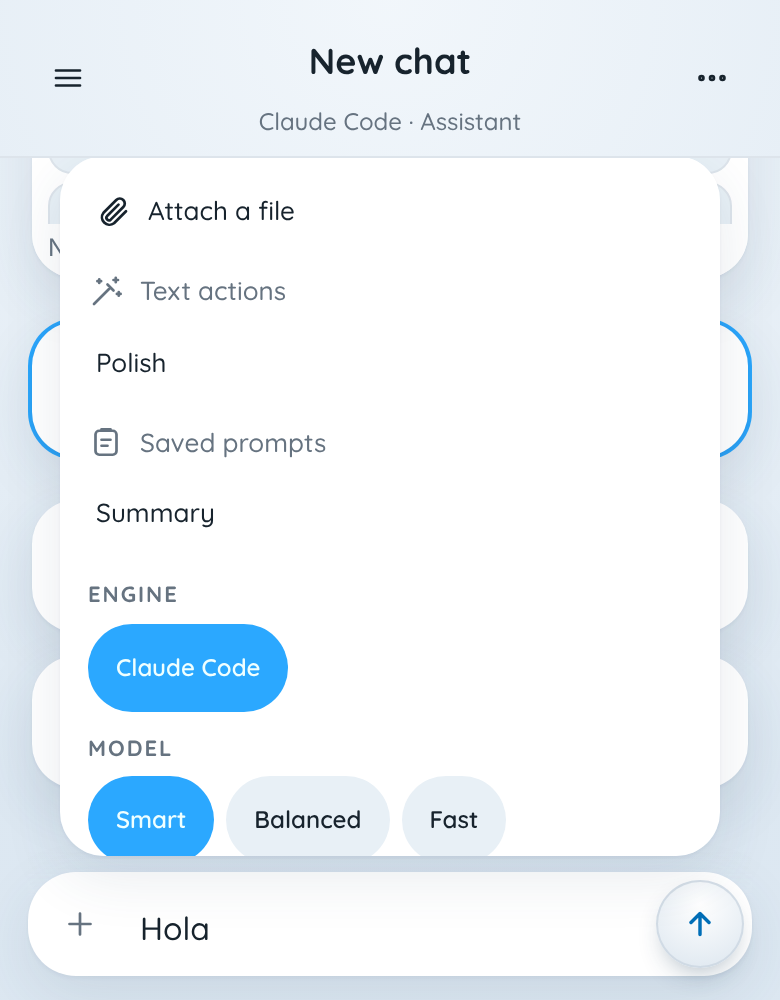 New chat
Claude Code · Assistant
Attach a file
Text actions
Polish
Saved prompts
Summary
ENGINE
Claude Code
MODEL
Smart Balanced Fast
Hola